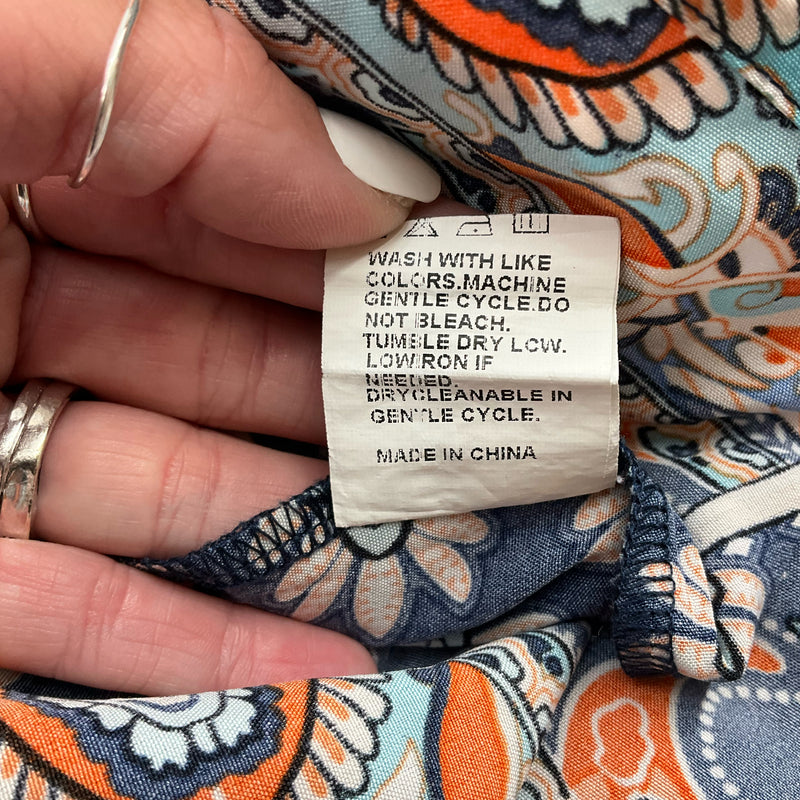 WASH WITH LIKE
COLORS.MACHINE
GENTLE CYCLE.DO
NOT BLEACH.
TUMBLE DRY LOW.
LOWIRON IF
NEEDED.
DRYCLEANABLE IN
GENTLE CYCLE.
MADE IN CHINA